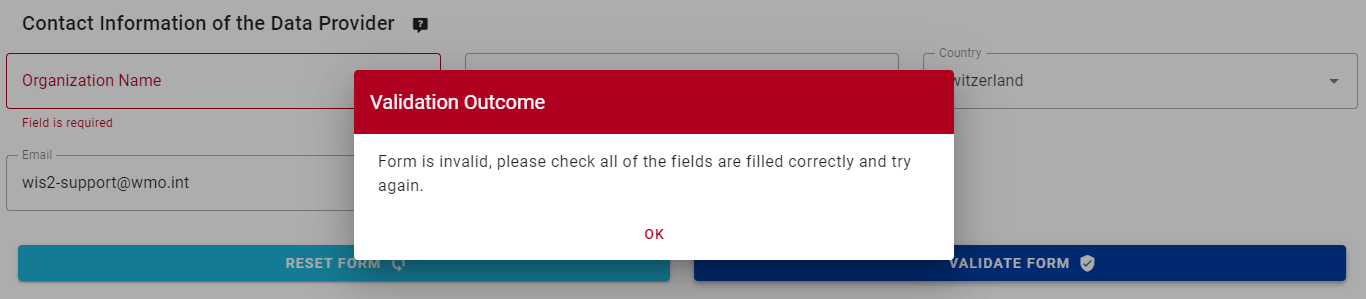 Contact Information of the Data Provider
Organization Name
Country
witzerland
Field is required
Email
wis2-support@wmo.int
Validation Outcome
Form is invalid, please check all of the fields are filled correctly and try
again.
OK
RESET FORM
VALIDATE FORM